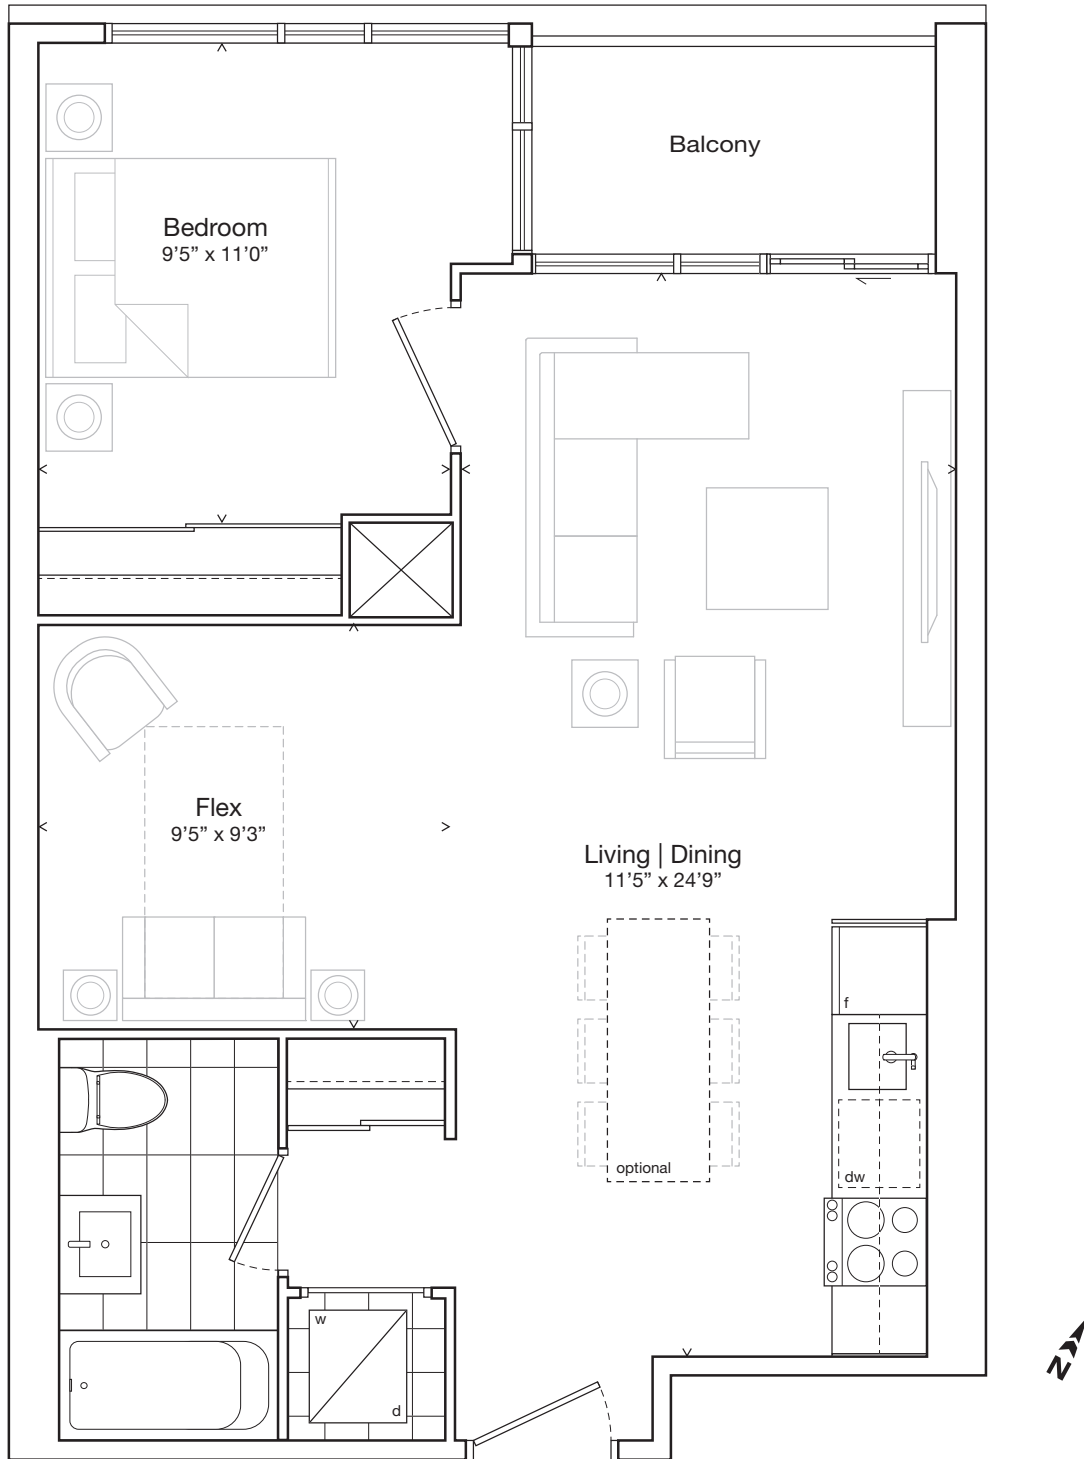 Balcony
Bedroom
9’5” x 11’0”
Flex
9’5” x 9’3”
Living | Dining
11’5” x 24’9”
f
optional
dw
w
d
N